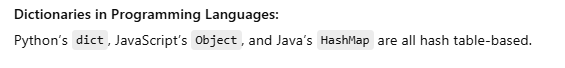 Dictionaries in Programming Languages:
Python's dict, JavaScript's Object, and Java's HashMap are all hash table-based.